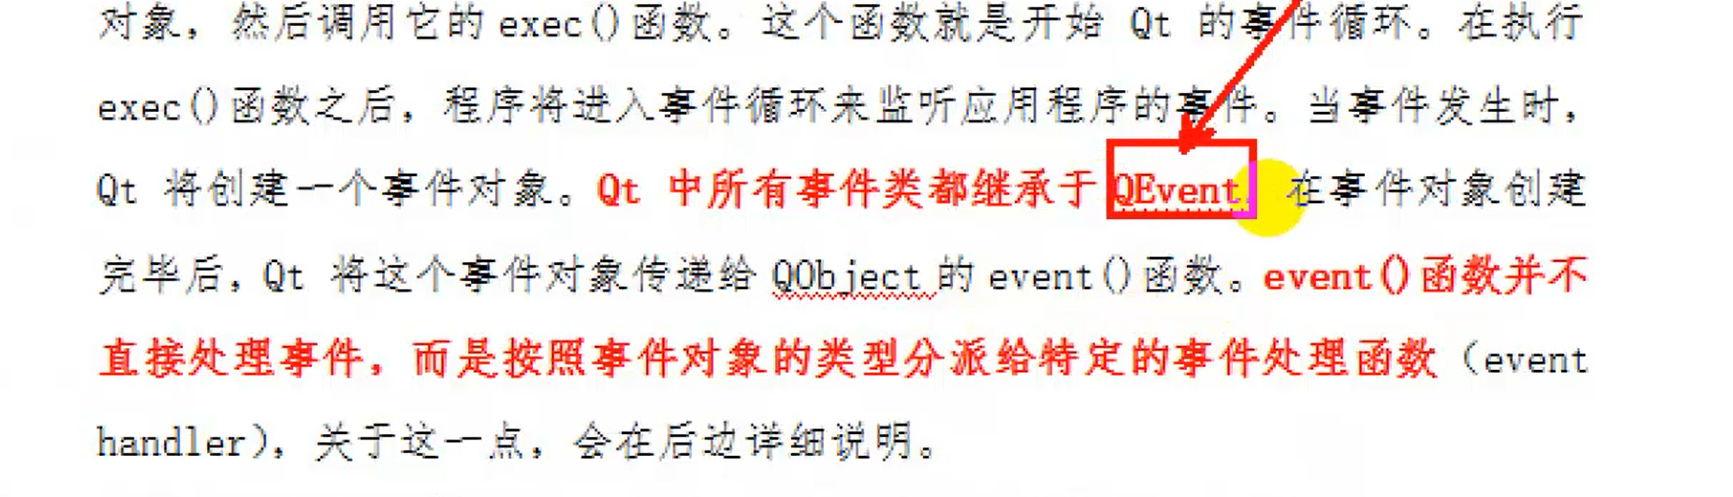 对象，然后调用它的 exec()函数。这个函数就是开始 Qt 的事件循环。在执行
exec()函数之后，程序将进入事件循环来监听应用程序的事件。当事件发生时，
Qt 将创建一个事件对象。Qt 中所有事件类都继承于 QEvent。在事件对象创建
完毕后，Qt 将这个事件对象传递给 QObject 的 event()函数。event()函数并不
直接处理事件，而是按照事件对象的类型分派给特定的事件处理函数（event
handler），关于这一点，会在后边详细说明。